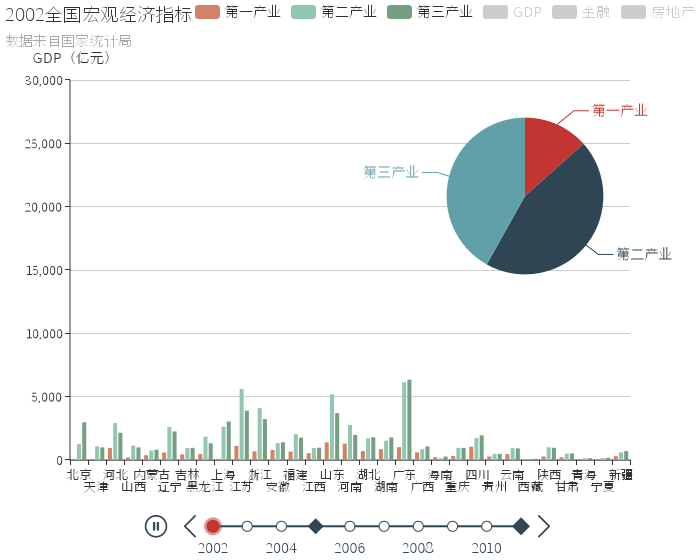 2002全国宏观经济指标
数据来自国家统计局
第一产业 第二产业 第三产业 GDP 金融 房地产
GDP（亿元）
30,000
25,000
20,000
15,000
10,000
5,000
0
第一产业
第三产业
第二产业
北京 河北 内蒙古 吉林 上海 浙江 福建 山东 湖北 广东 海南 四川 云南 陕西 青海 新疆
天津 山西 辽宁 黑龙江 江苏 安徽 江西 河南 湖南 广西 重庆 贵州 西藏 甘肃 宁夏
2002 2004 2006 2008 2010